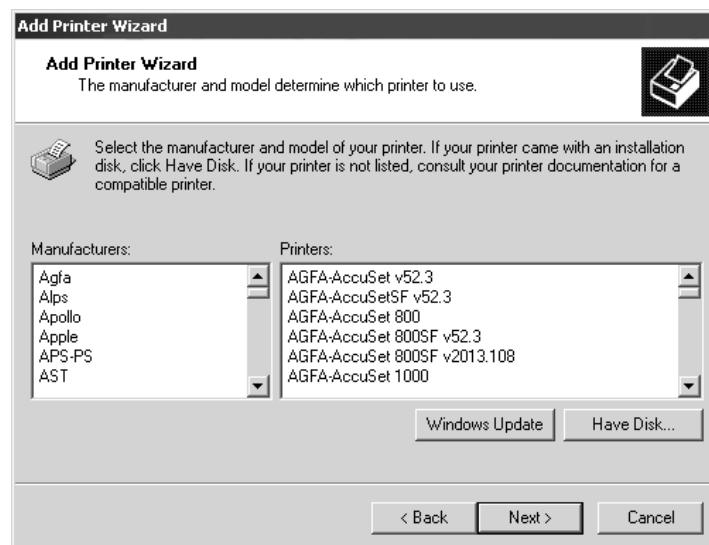 Add Printer Wizard
Add Printer Wizard
The manufacturer and model determine which printer to use.
Select the manufacturer and model of your printer. If your printer came with an installation
disk, click Have Disk. If your printer is not listed, consult your printer documentation for a
compatible printer.
Manufacturers:
Agfa
Alps
Apollo
Apple
APS-PS
AST
Printers:
AGFA-AccuSet v52.3
AGFA-AccuSetSF v52.3
AGFA-AccuSet 800
AGFA-AccuSet 800SF v52.3
AGFA-AccuSet 800SF v2013.108
AGFA-AccuSet 1000
Windows Update
Have Disk...
< Back
Next >
Cancel